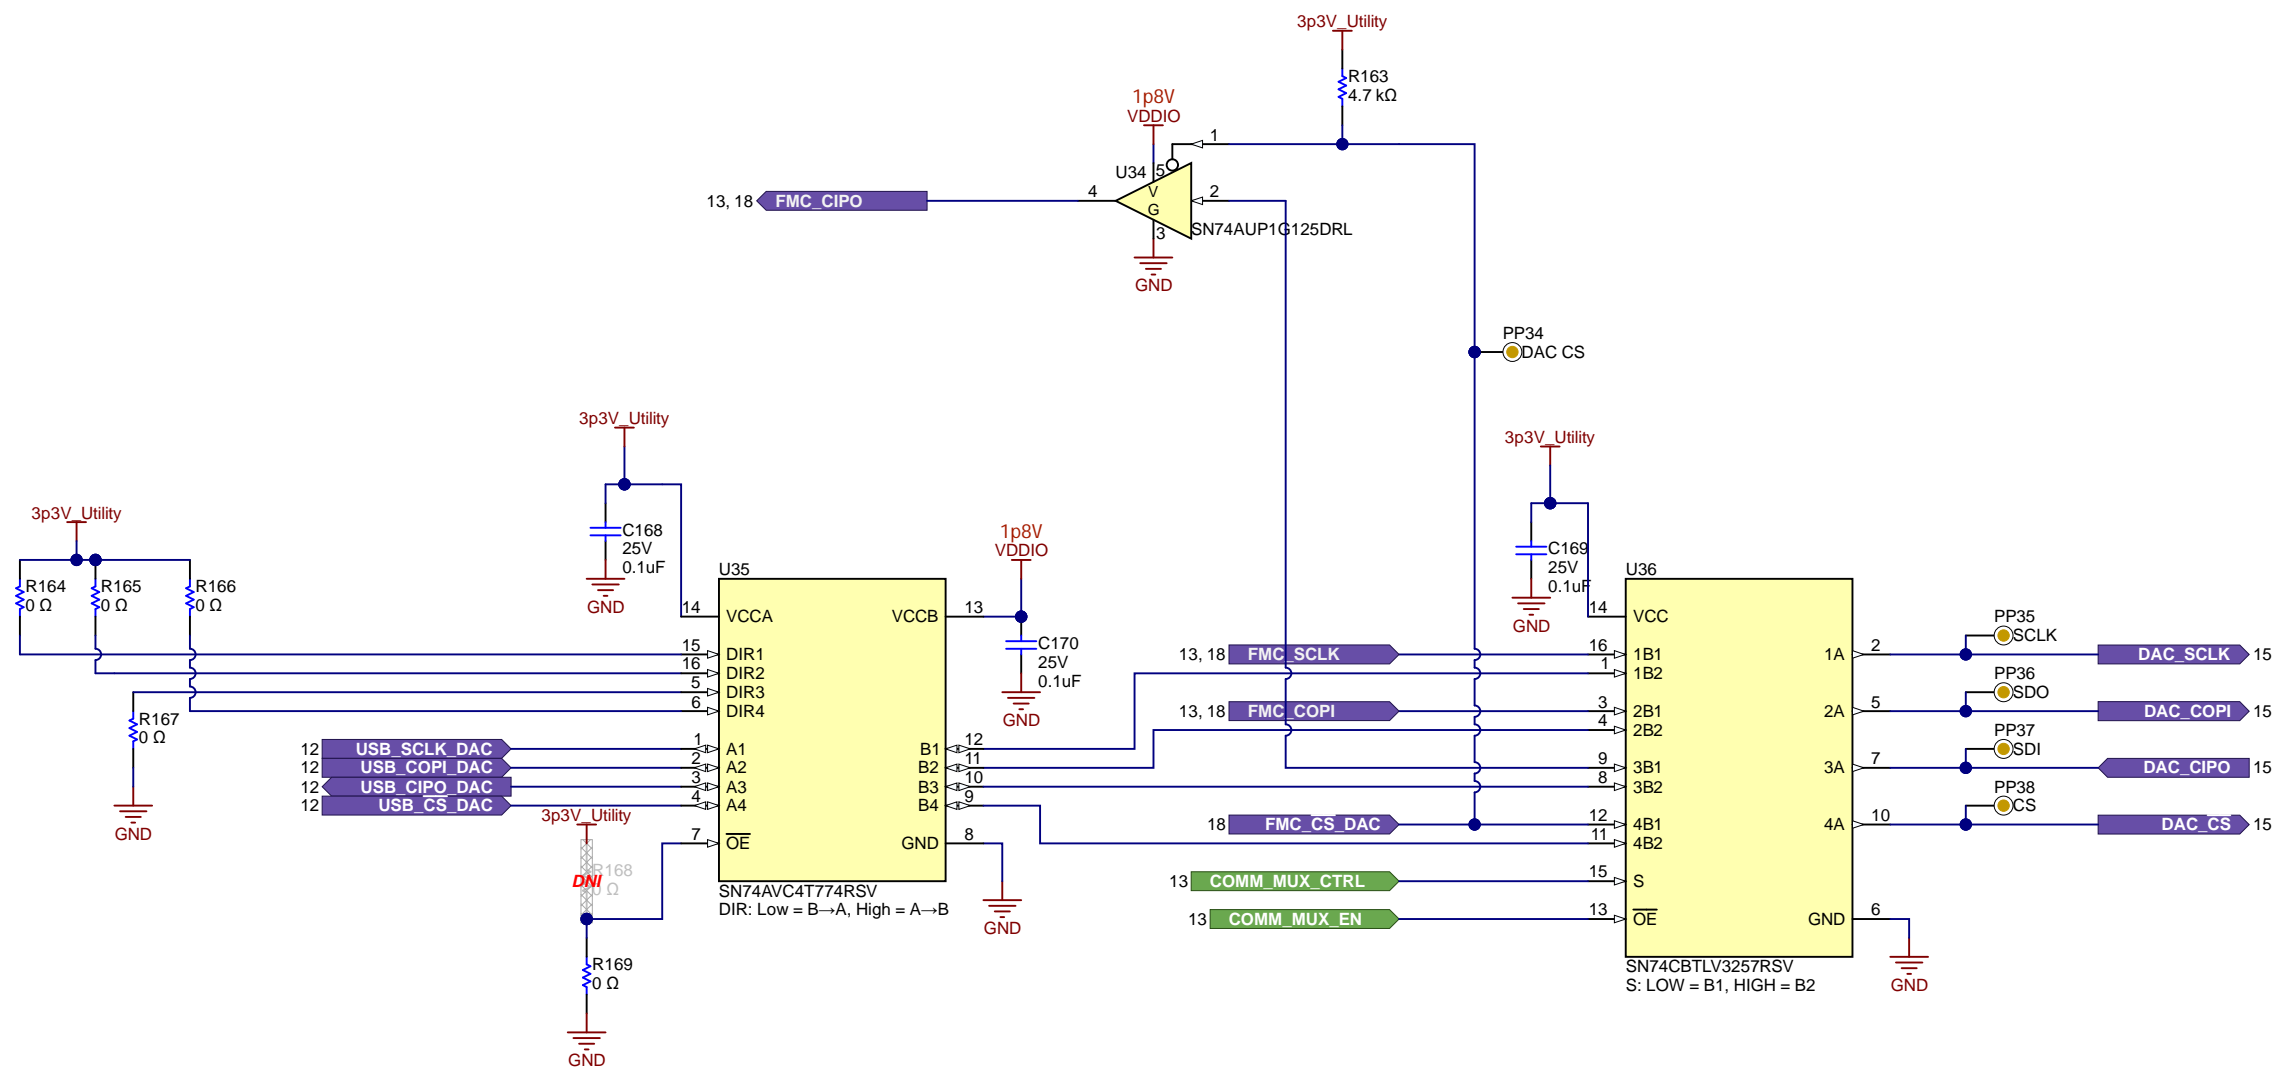 3p3V_Utility
R163
4.7 kΩ
1p8V
VDDIO
1
U34
5
V
G
2
4
3
SN74AUP1G125DRL
GND
13, 18
FMC_CIPO
PP34
DAC CS
3p3V_Utility
C168
25V
0.1uF
GND
3p3V_Utility
R164
0 Ω
R165
0 Ω
R166
0 Ω
R167
0 Ω
GND
1p8V
VDDIO
C170
25V
0.1uF
GND
U35
14
VCCA
VCCB
13
15
DIR1
16
DIR2
5
DIR3
6
DIR4
12
USB_SCLK_DAC
1
A1
B1
12
12
USB_COPI_DAC
2
A2
B2
11
12
USB_CIPO_DAC
3
A3
B3
10
12
USB_CS_DAC
4
A4
B4
9
7
OE
GND
8
GND
SN74AVC4T774RSV
DIR: Low = B→A, High = A→B
3p3V_Utility
R168
0 Ω
DNI
R169
0 Ω
GND
3p3V_Utility
C169
25V
0.1uF
GND
U36
14
VCC
13, 18
FMC_SCLK
16
1B1
1
1B2
13, 18
FMC_COPI
3
2B1
4
2B2
9
3B1
8
3B2
18
FMC_CS_DAC
12
4B1
11
4B2
13
COMM_MUX_CTRL
15
S
13
COMM_MUX_EN
13
OE
1A
2
PP35
SCLK
DAC_SCLK
15
2A
5
PP36
SDO
DAC_COPI
15
3A
7
PP37
SDI
DAC_CIPO
15
4A
10
PP38
CS
DAC_CS
15
GND
6
GND
SN74CBTLV3257RSV
S: LOW = B1, HIGH = B2